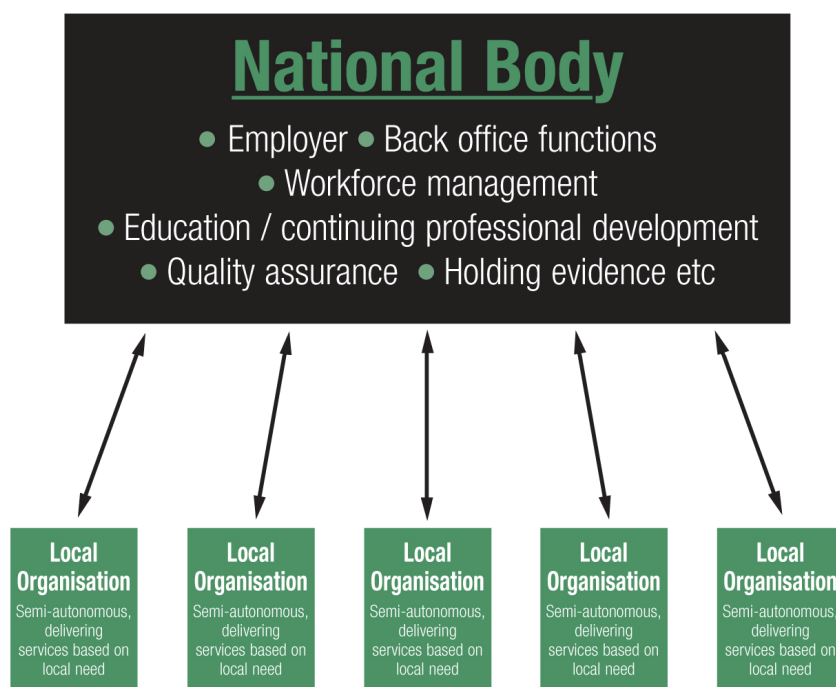 National Body
• Employer • Back office functions
• Workforce management
• Education / continuing professional development
• Quality assurance • Holding evidence etc
Local
Organisation
Semi-autonomous,
delivering
services based on
local need
Local
Organisation
Semi-autonomous,
delivering
services based on
local need
Local
Organisation
Semi-autonomous,
delivering
services based on
local need
Local
Organisation
Semi-autonomous,
delivering
services based on
local need
Local
Organisation
Semi-autonomous,
delivering
services based on
local need